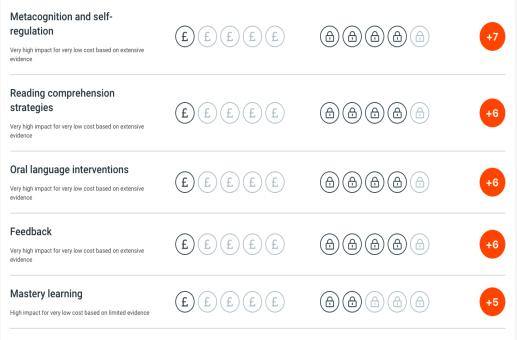 Metacognition and self-
regulation
Very high impact for very low cost based on extensive
evidence
£ £ £ £ £
+7
Reading comprehension
strategies
Very high impact for very low cost based on extensive
evidence
£ £ £ £ £
+6
Oral language interventions
Very high impact for very low cost based on extensive
evidence
£ £ £ £ £
+6
Feedback
Very high impact for very low cost based on extensive
evidence
£ £ £ £ £
+6
Mastery learning
High impact for very low cost based on limited evidence
£ £ £ £ £
+5